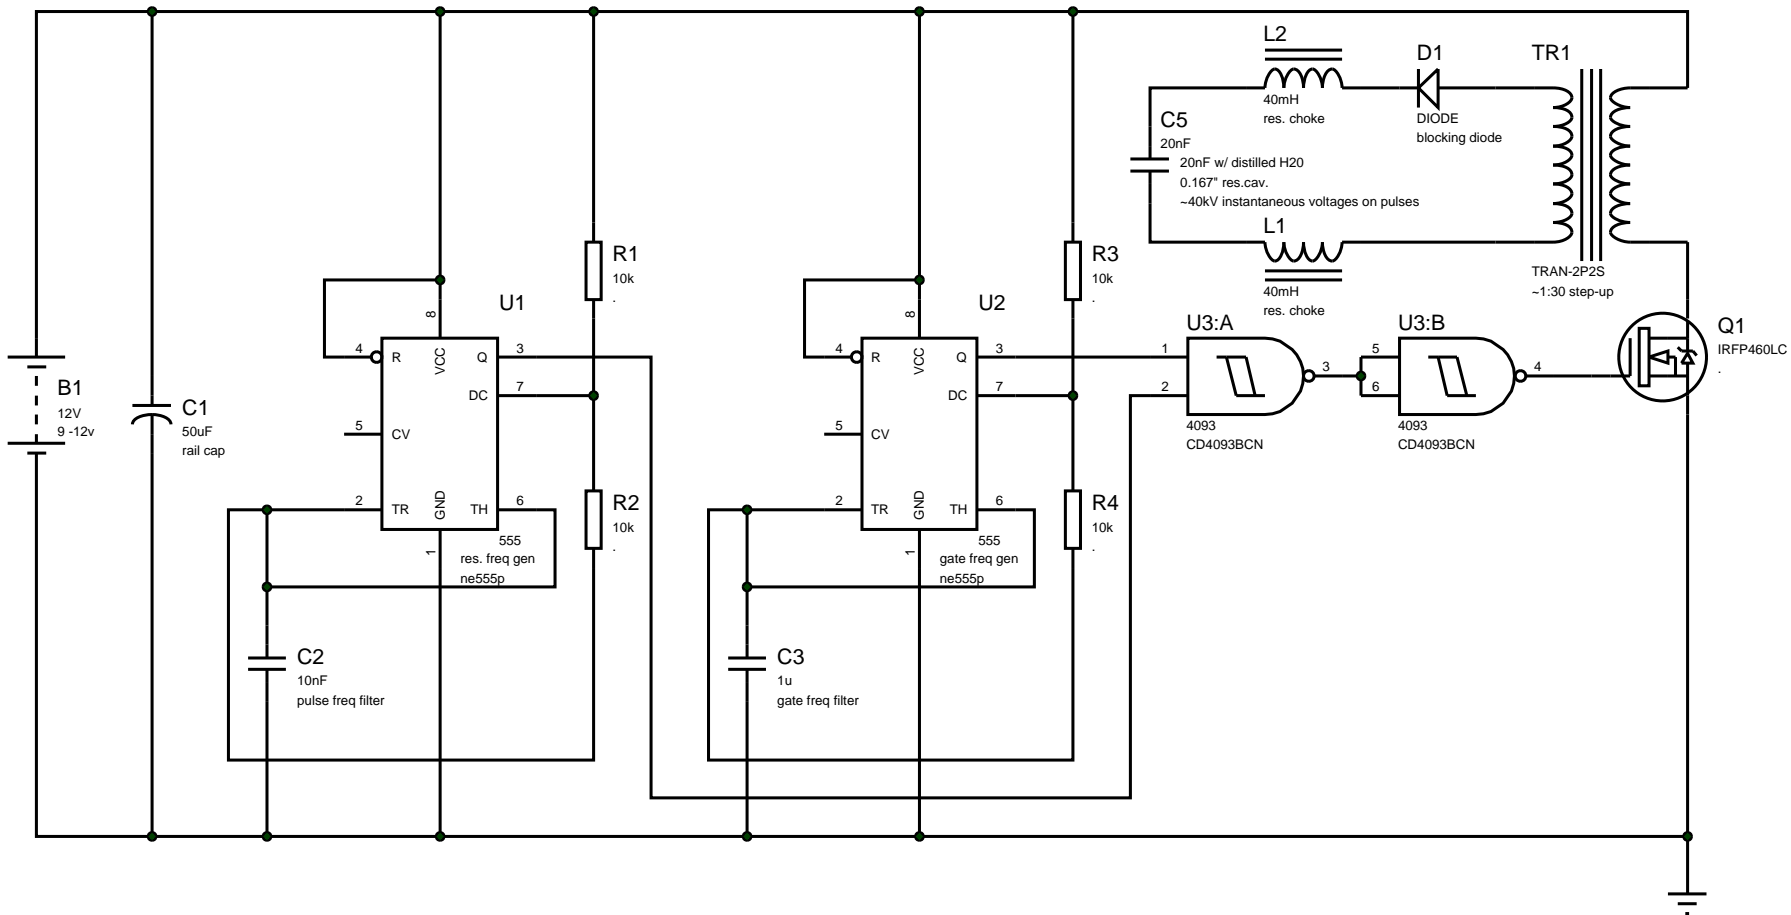 L2
40mH
res. choke
D1
DIODE
blocking diode
TR1
TRAN-2P2S
~1:30 step-up
C5
20nF
20nF w/ distilled H20
0.167" res.cav.
~40kV instantaneous voltages on pulses
L1
40mH
res. choke
B1
12V
9 -12v
C1
50uF
rail cap
U1
8
VCC
4
R
Q
3
DC
7
5
CV
2
TR
GND
1
TH
6
555
res. freq gen
ne555p
R1
10k
.
R2
10k
.
C2
10nF
pulse freq filter
U2
8
VCC
4
R
Q
3
DC
7
5
CV
2
TR
GND
1
TH
6
555
gate freq gen
ne555p
R3
10k
.
R4
10k
.
C3
1u
gate freq filter
U3:A
1
2
3
4093
CD4093BCN
U3:B
5
6
4
4093
CD4093BCN
Q1
IRFP460LC
.